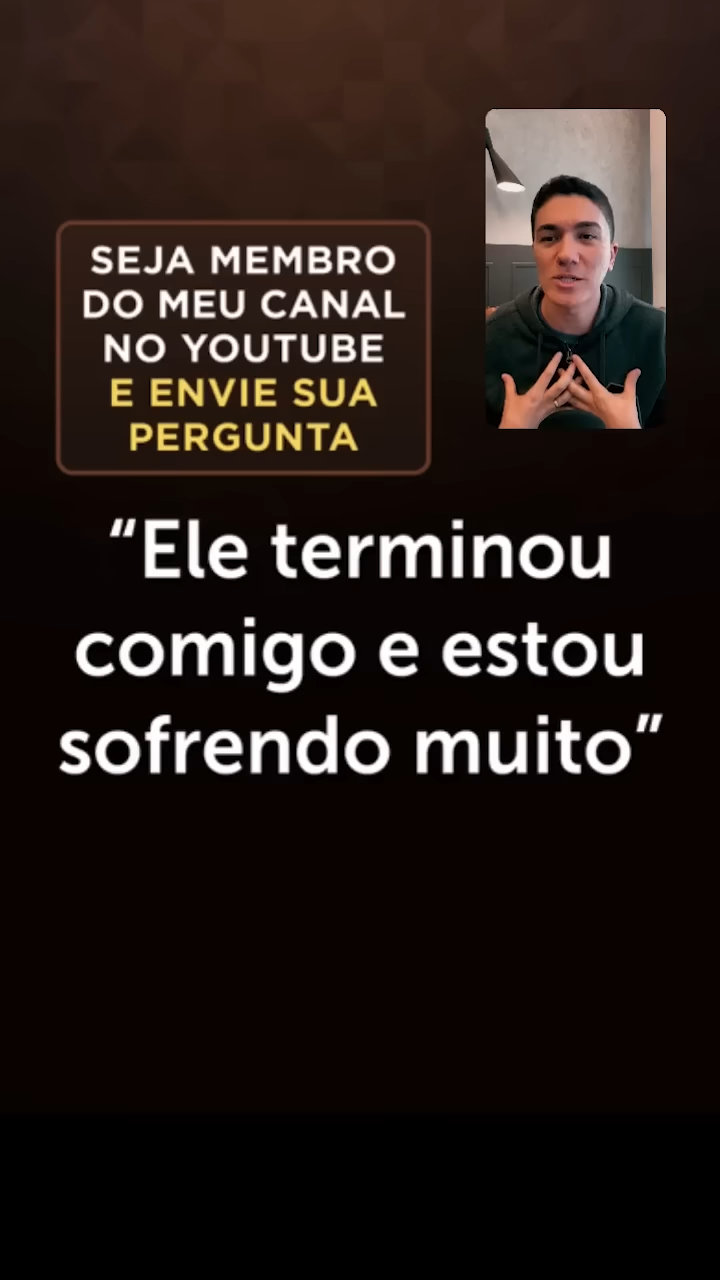 SEJA MEMBRO
DO MEU CANAL
NO YOUTUBE
E ENVIE SUA
PERGUNTA
“Ele terminou
comigo e estou
sofrendo muito”